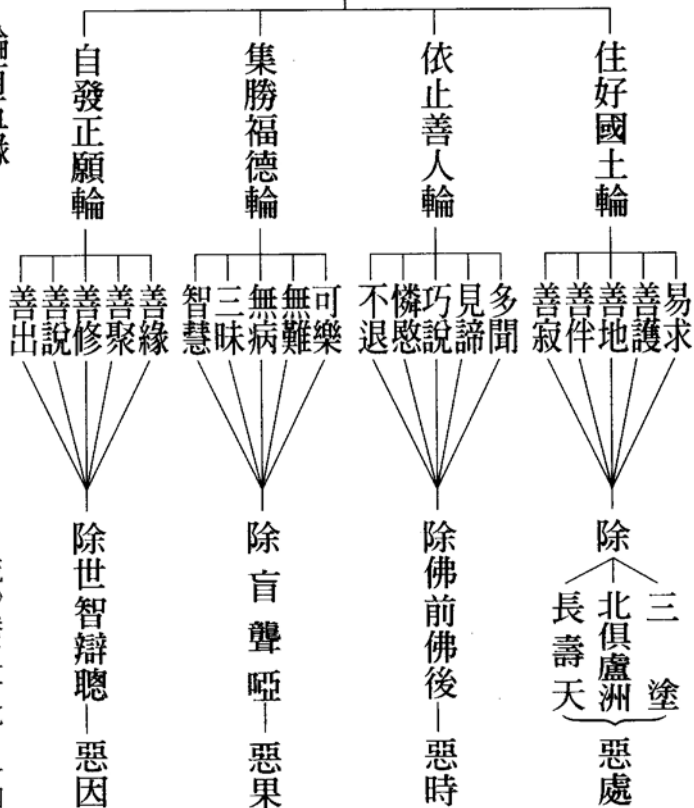 住好國土輪
易求
善護
善地
善伴
善寂
除
三塗
北俱盧洲
長壽天
惡處
依止善人輪
多聞
見諦
巧說
憐愍
不退
除佛前佛後
惡時
集勝福德輪
可樂
無難
無病
三昧
智慧
除盲聾啞
惡果
自發正願輪
善緣
善聚
善修
善說
善出
除世智辯聰
惡因